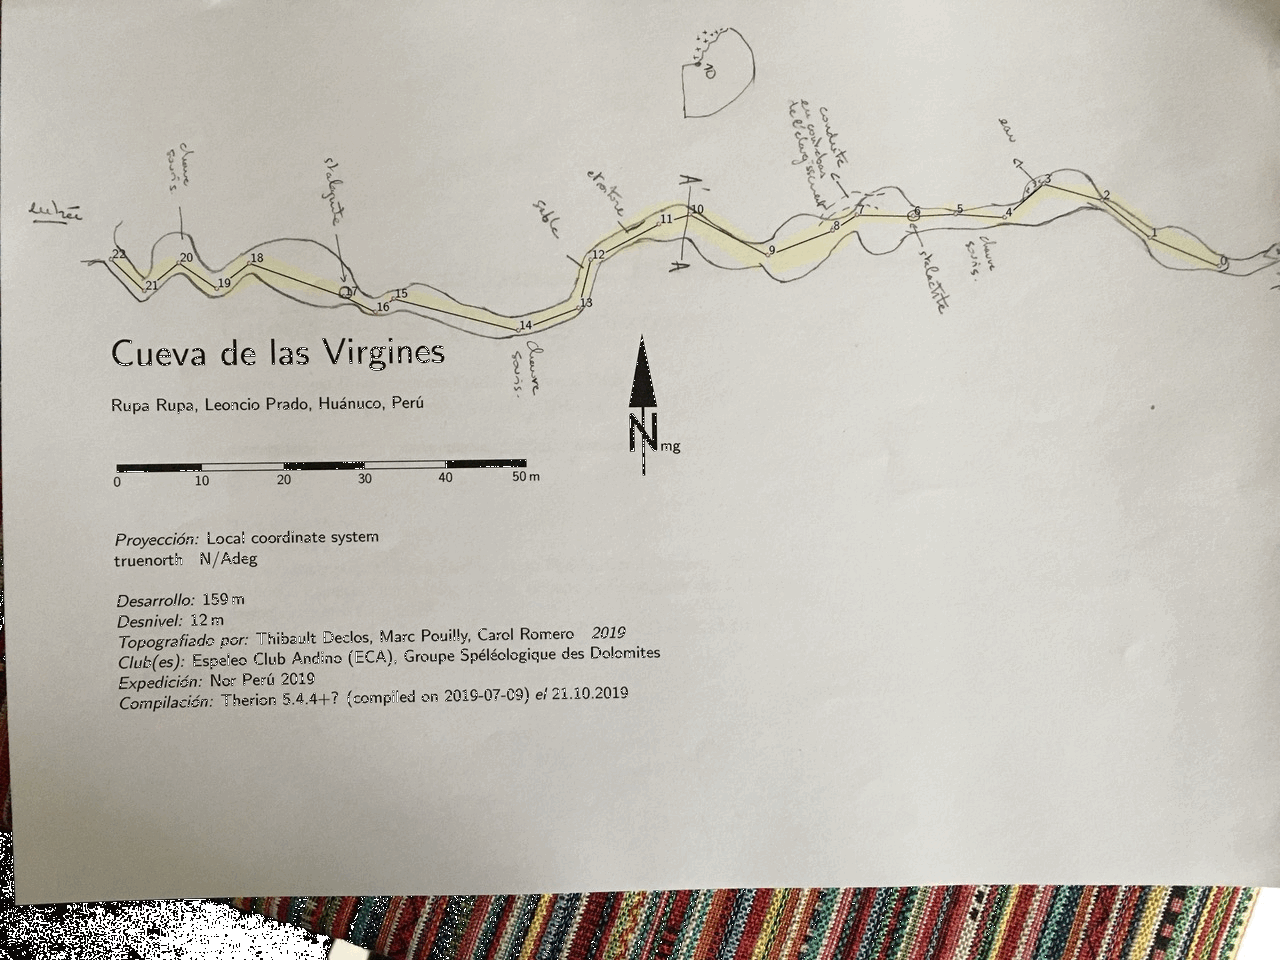 10
eau
conduite
en contrebas
de l'élargissement
chauve
souris
stalagmite
étroiture
A'
entrée
sable
3
2
11
10
7
6
5
4
1
9
8
0
22
20
18
12
21
19
17
15
16
13
14
A
stalactite
chauve
souris.
chauve
souris.
Cueva de las Virgines
Rupa Rupa, Leoncio Prado, Huánuco, Perú
N mg
0 10 20 30 40 50 m
Proyección: Local coordinate system
truenorth N/Adeg
Desarrollo: 159 m
Desnivel: 12 m
Topografiado por: Thibault Declos, Marc Pouilly, Carol Romero 2019
Club(es): Espeleo Club Andino (ECA), Groupe Spéléologique des Dolomites
Expedición: Nor Perú 2019
Compilación: Therion 5.4.4+? (compiled on 2019-07-09) el 21.10.2019